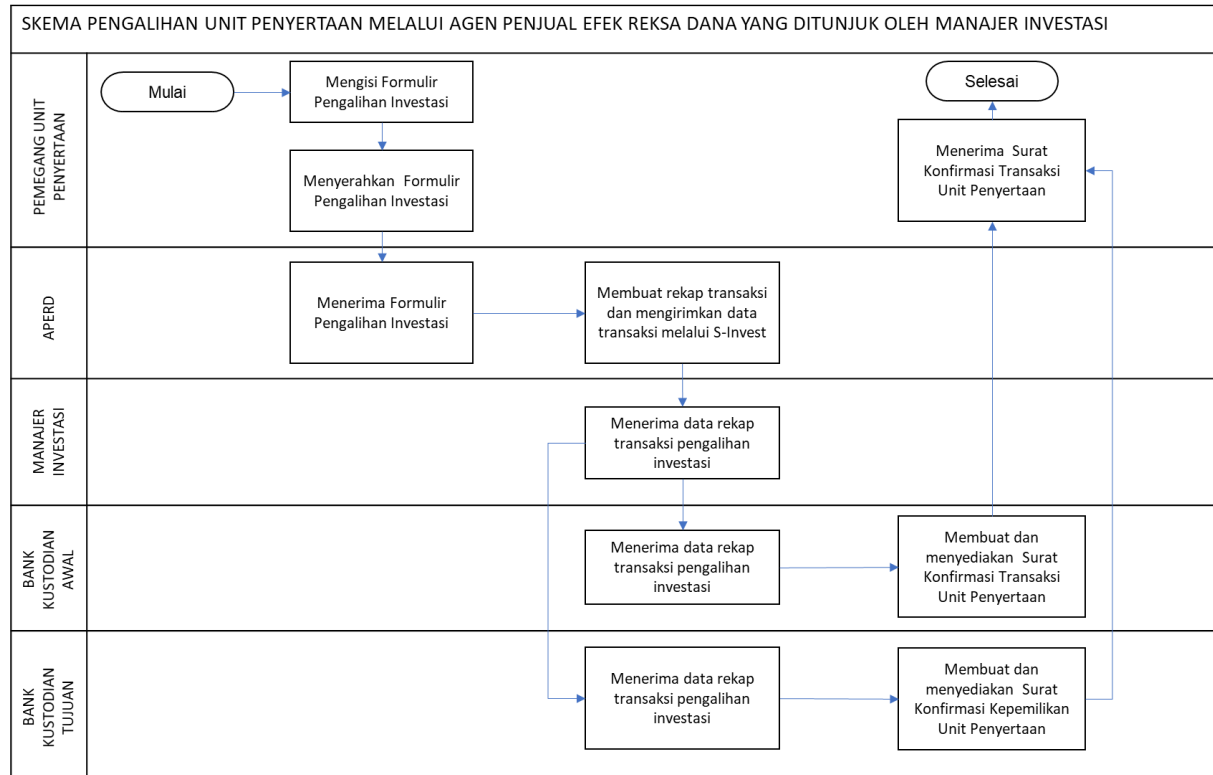 SKEMA PENGALIHAN UNIT PENYERTAAN MELALUI AGEN PENJUAL EFEK REKSA DANA YANG DITUNJUK OLEH MANAJER INVESTASI
PEMEGANG UNIT
PENYERTAAN
Mulai
Mengisi Formulir
Pengalihan Investasi
Menyerahkan Formulir
Pengalihan Investasi
Selesai
Menerima Surat
Konfirmasi Transaksi
Unit Penyertaan
APERD
Menerima Formulir
Pengalihan Investasi
Membuat rekap transaksi
dan mengirimkan data
transaksi melalui S-Invest
MANAJER
INVESTASI
Menerima data rekap
transaksi pengalihan
investasi
BANK
KUSTODIAN
AWAL
Menerima data rekap
transaksi pengalihan
investasi
Membuat dan
menyediakan Surat
Konfirmasi Transaksi
Unit Penyertaan
BANK
KUSTODIAN
TUJUAN
Menerima data rekap
transaksi pengalihan
investasi
Membuat dan
menyediakan Surat
Konfirmasi Kepemilikan
Unit Penyertaan